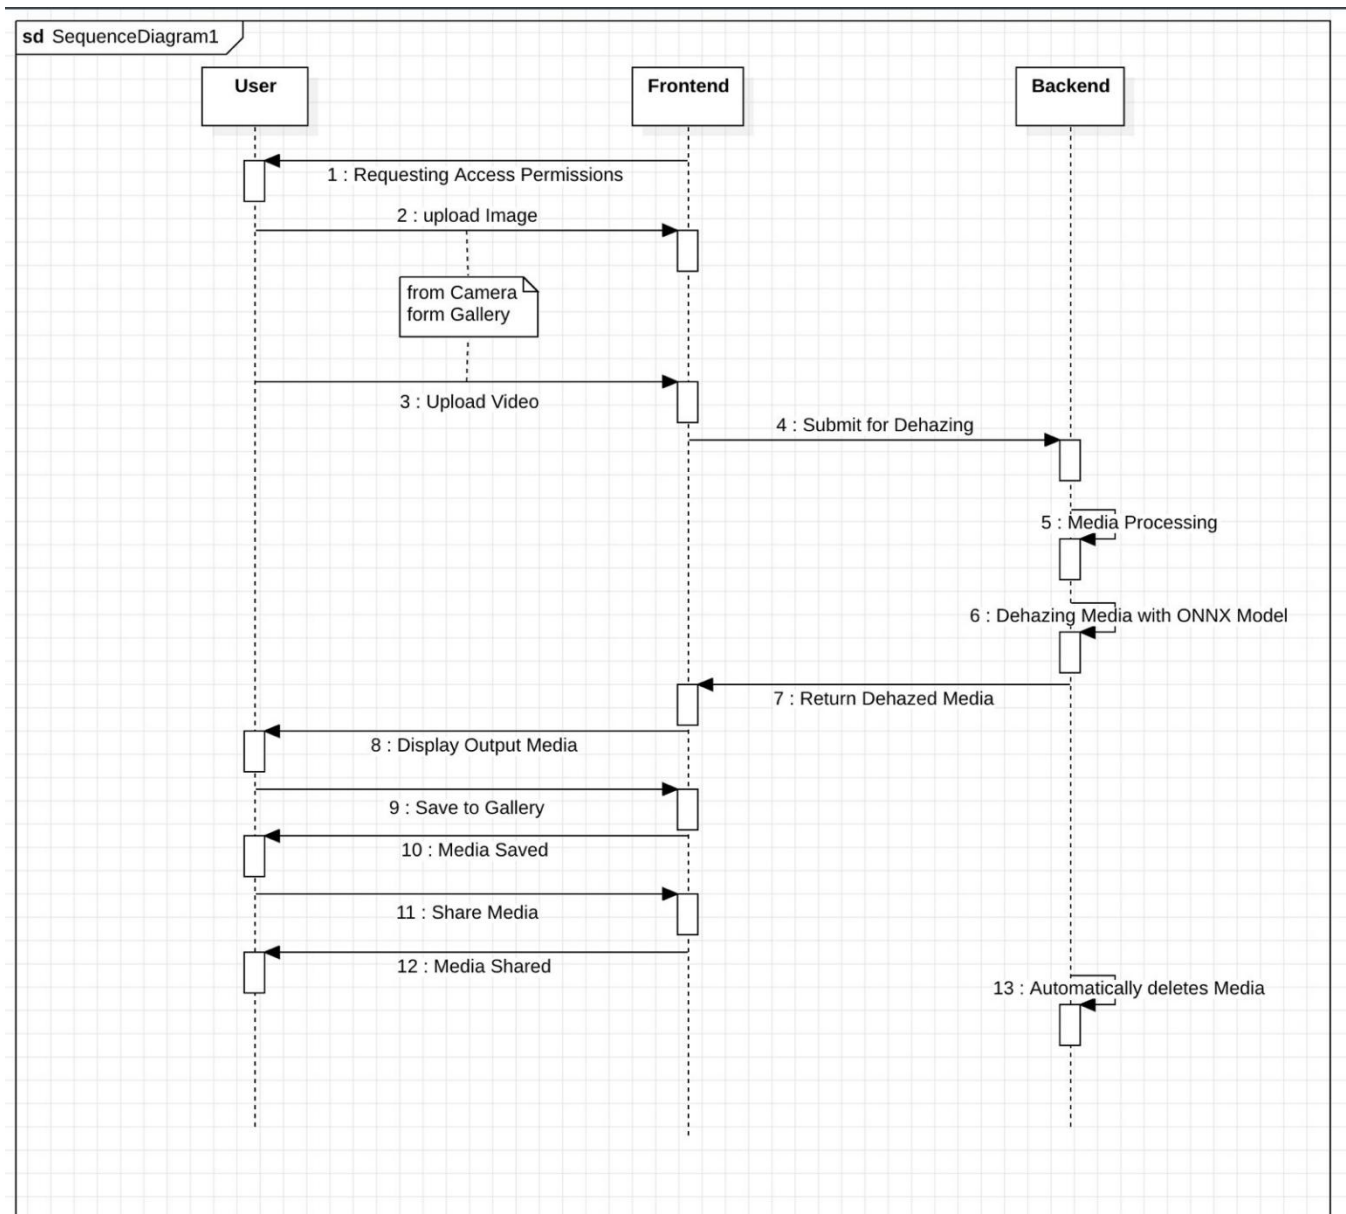 sd SequenceDiagram1
User
Frontend
Backend
1 : Requesting Access Permissions
2 : upload Image
from Camera
form Gallery
3 : Upload Video
4 : Submit for Dehazing
5 : Media Processing
6 : Dehazing Media with ONNX Model
7 : Return Dehazed Media
8 : Display Output Media
9 : Save to Gallery
10 : Media Saved
11 : Share Media
12 : Media Shared
13 : Automatically deletes Media